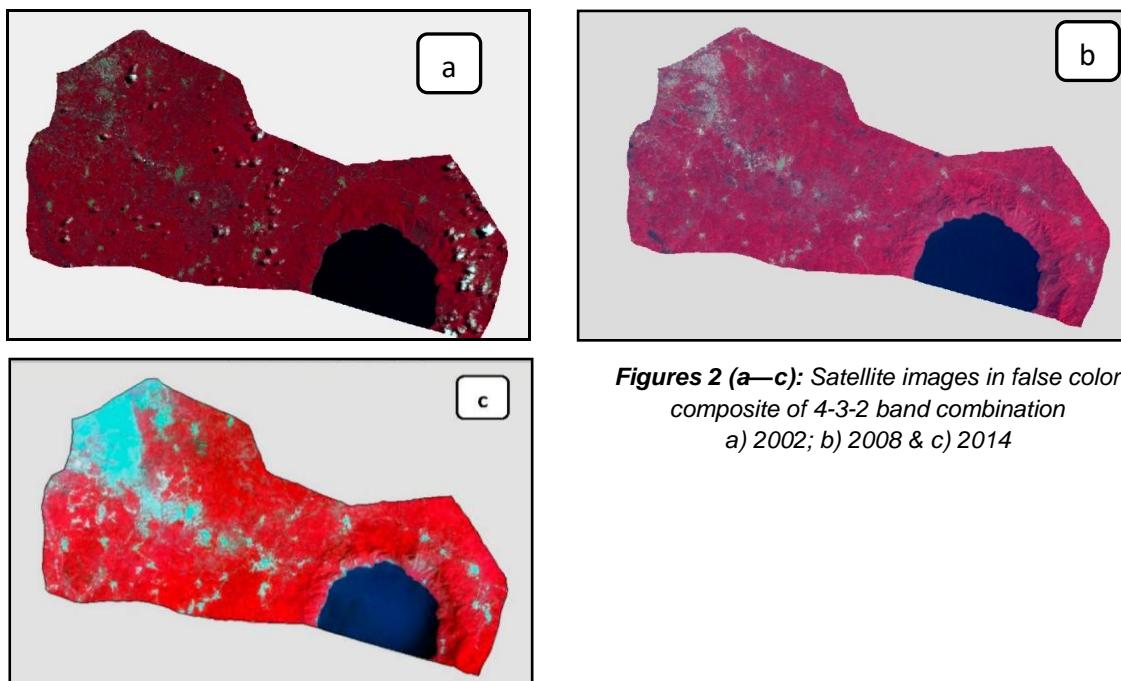 a
b
c
Figures 2 (a—c): Satellite images in false color
composite of 4-3-2 band combination
a) 2002; b) 2008 & c) 2014